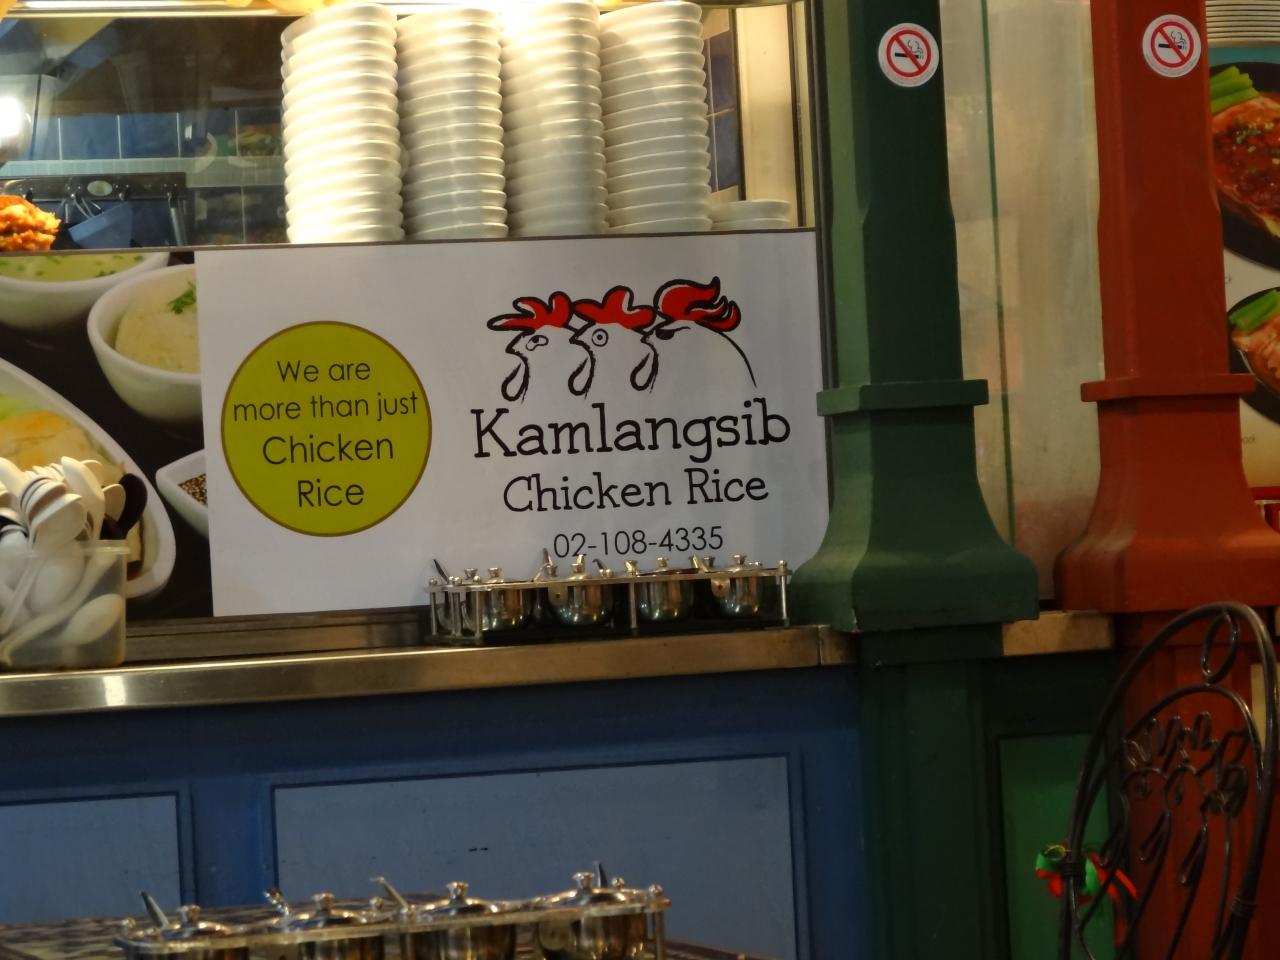 We are
more than just
Chicken
Rice
Kamlangsib
Chicken Rice
02-108-4335